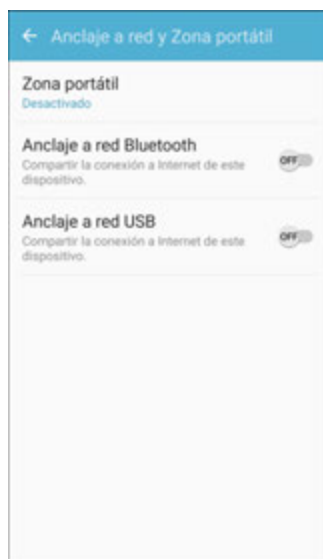 Anclaje a red y Zona portátil
Zona portátil
Desactivado
Anclaje a red Bluetooth
Compartir la conexión a Internet de este
dispositivo.
OFF
Anclaje a red USB
Compartir la conexión a Internet de este
dispositivo.
OFF